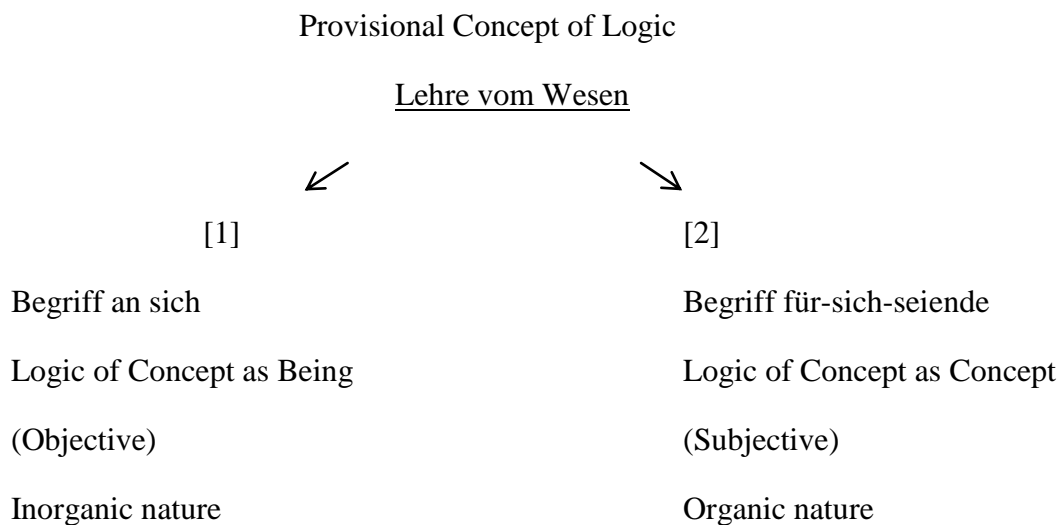 Provisional Concept of Logic
Lehre vom Wesen
[1] [2]
Begriff an sich Begriff für-sich-seiende
Logic of Concept as Being Logic of Concept as Concept
(Objective) (Subjective)
Inorganic nature Organic nature